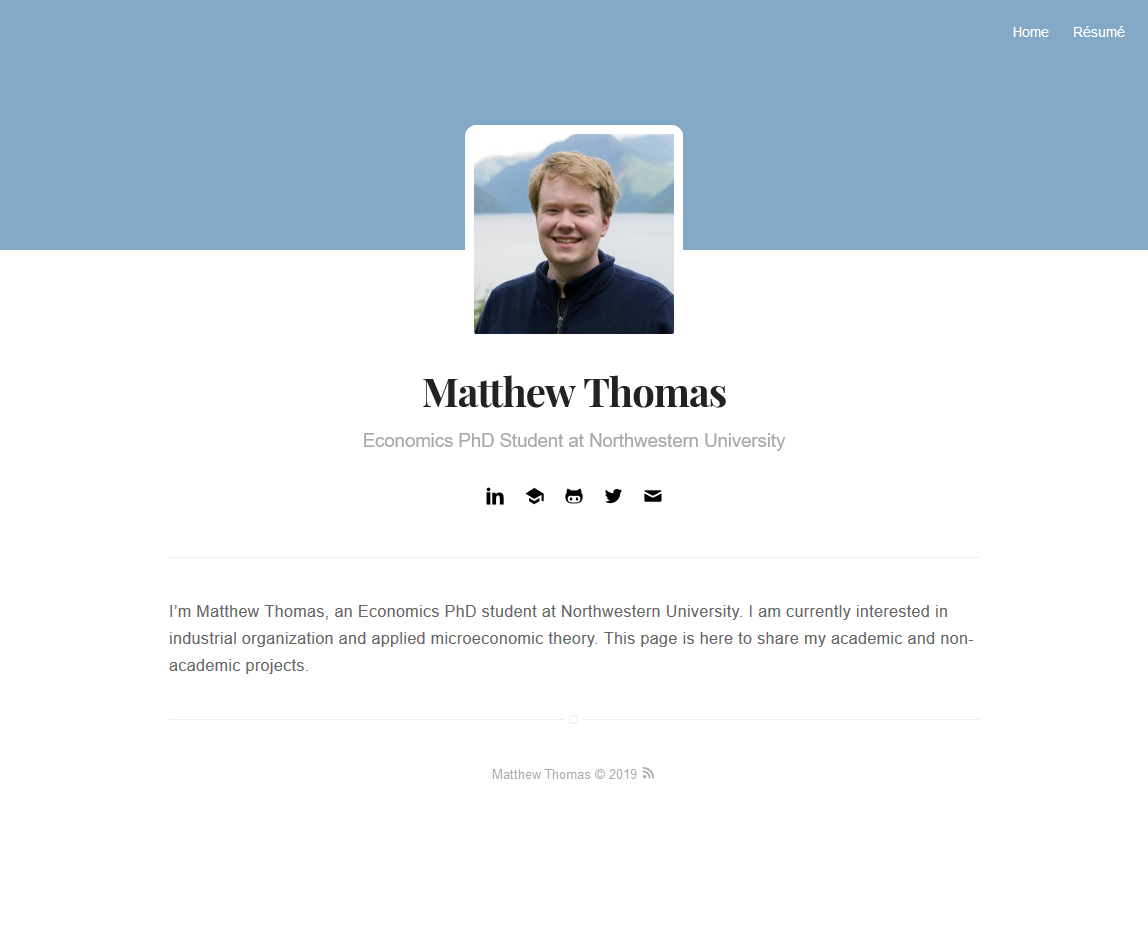 Home Résumé
Matthew Thomas
Economics PhD Student at Northwestern University
I’m Matthew Thomas, an Economics PhD student at Northwestern University. I am currently interested in
industrial organization and applied microeconomic theory. This page is here to share my academic and non-
academic projects.
Matthew Thomas © 2019